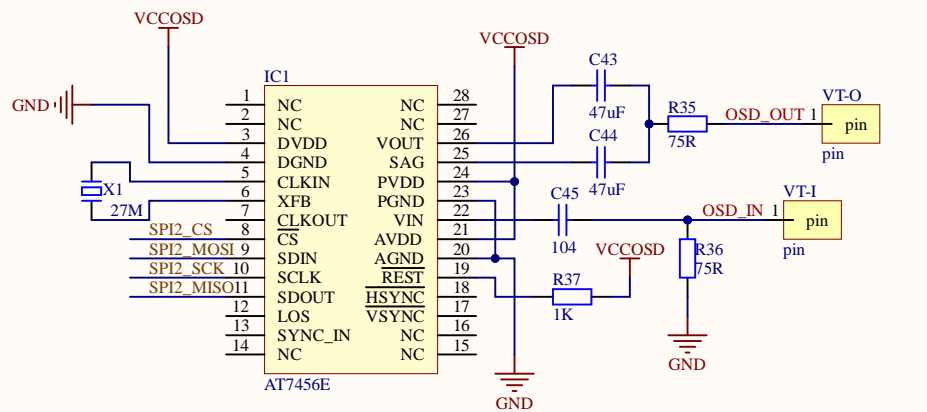 VCCOSD
VCCOSD
GND
IC1
1 NC NC 28
2 NC NC 27
3 DVDD VOUT 26
4 DGND SAG 25
5 CLKIN PVDD 24
6 XFB PGND 23
7 CLKOUT VIN 22
8 CS AVDD 21
9 SDIN AGND 20
10 SCLK REST 19
11 SDOUT HSYNC 18
12 LOS VSYNC 17
13 SYNC_IN NC 16
14 NC NC 15
AT7456E
X1
27M
SPI2_CS
SPI2_MOSI
SPI2_SCK
SPI2_MISO
C43
47uF
C44
47uF
R35
75R
OSD_OUT 1
VT-O
pin
pin
C45
104
OSD_IN 1
VT-I
pin
pin
R36
75R
GND
VCCOSD
R37
1K
GND